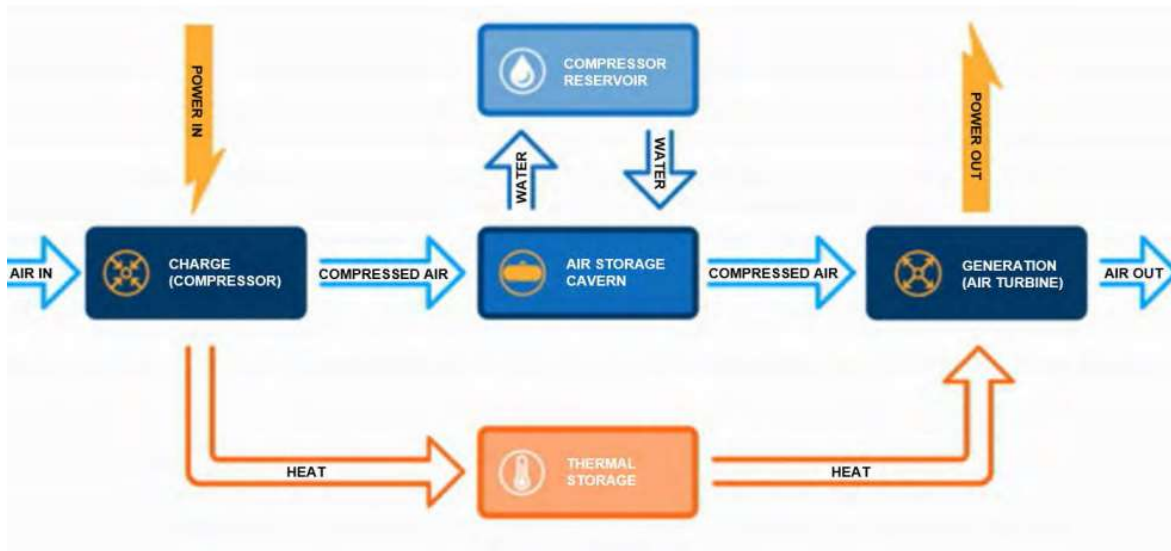 POWER IN
COMPRESSOR
RESERVOIR
POWER OUT
WATER
WATER
AIR IN
CHARGE
(COMPRESSOR)
COMPRESSED AIR
AIR STORAGE
CAVERN
COMPRESSED AIR
GENERATION
(AIR TURBINE)
AIR OUT
HEAT
THERMAL
STORAGE
HEAT